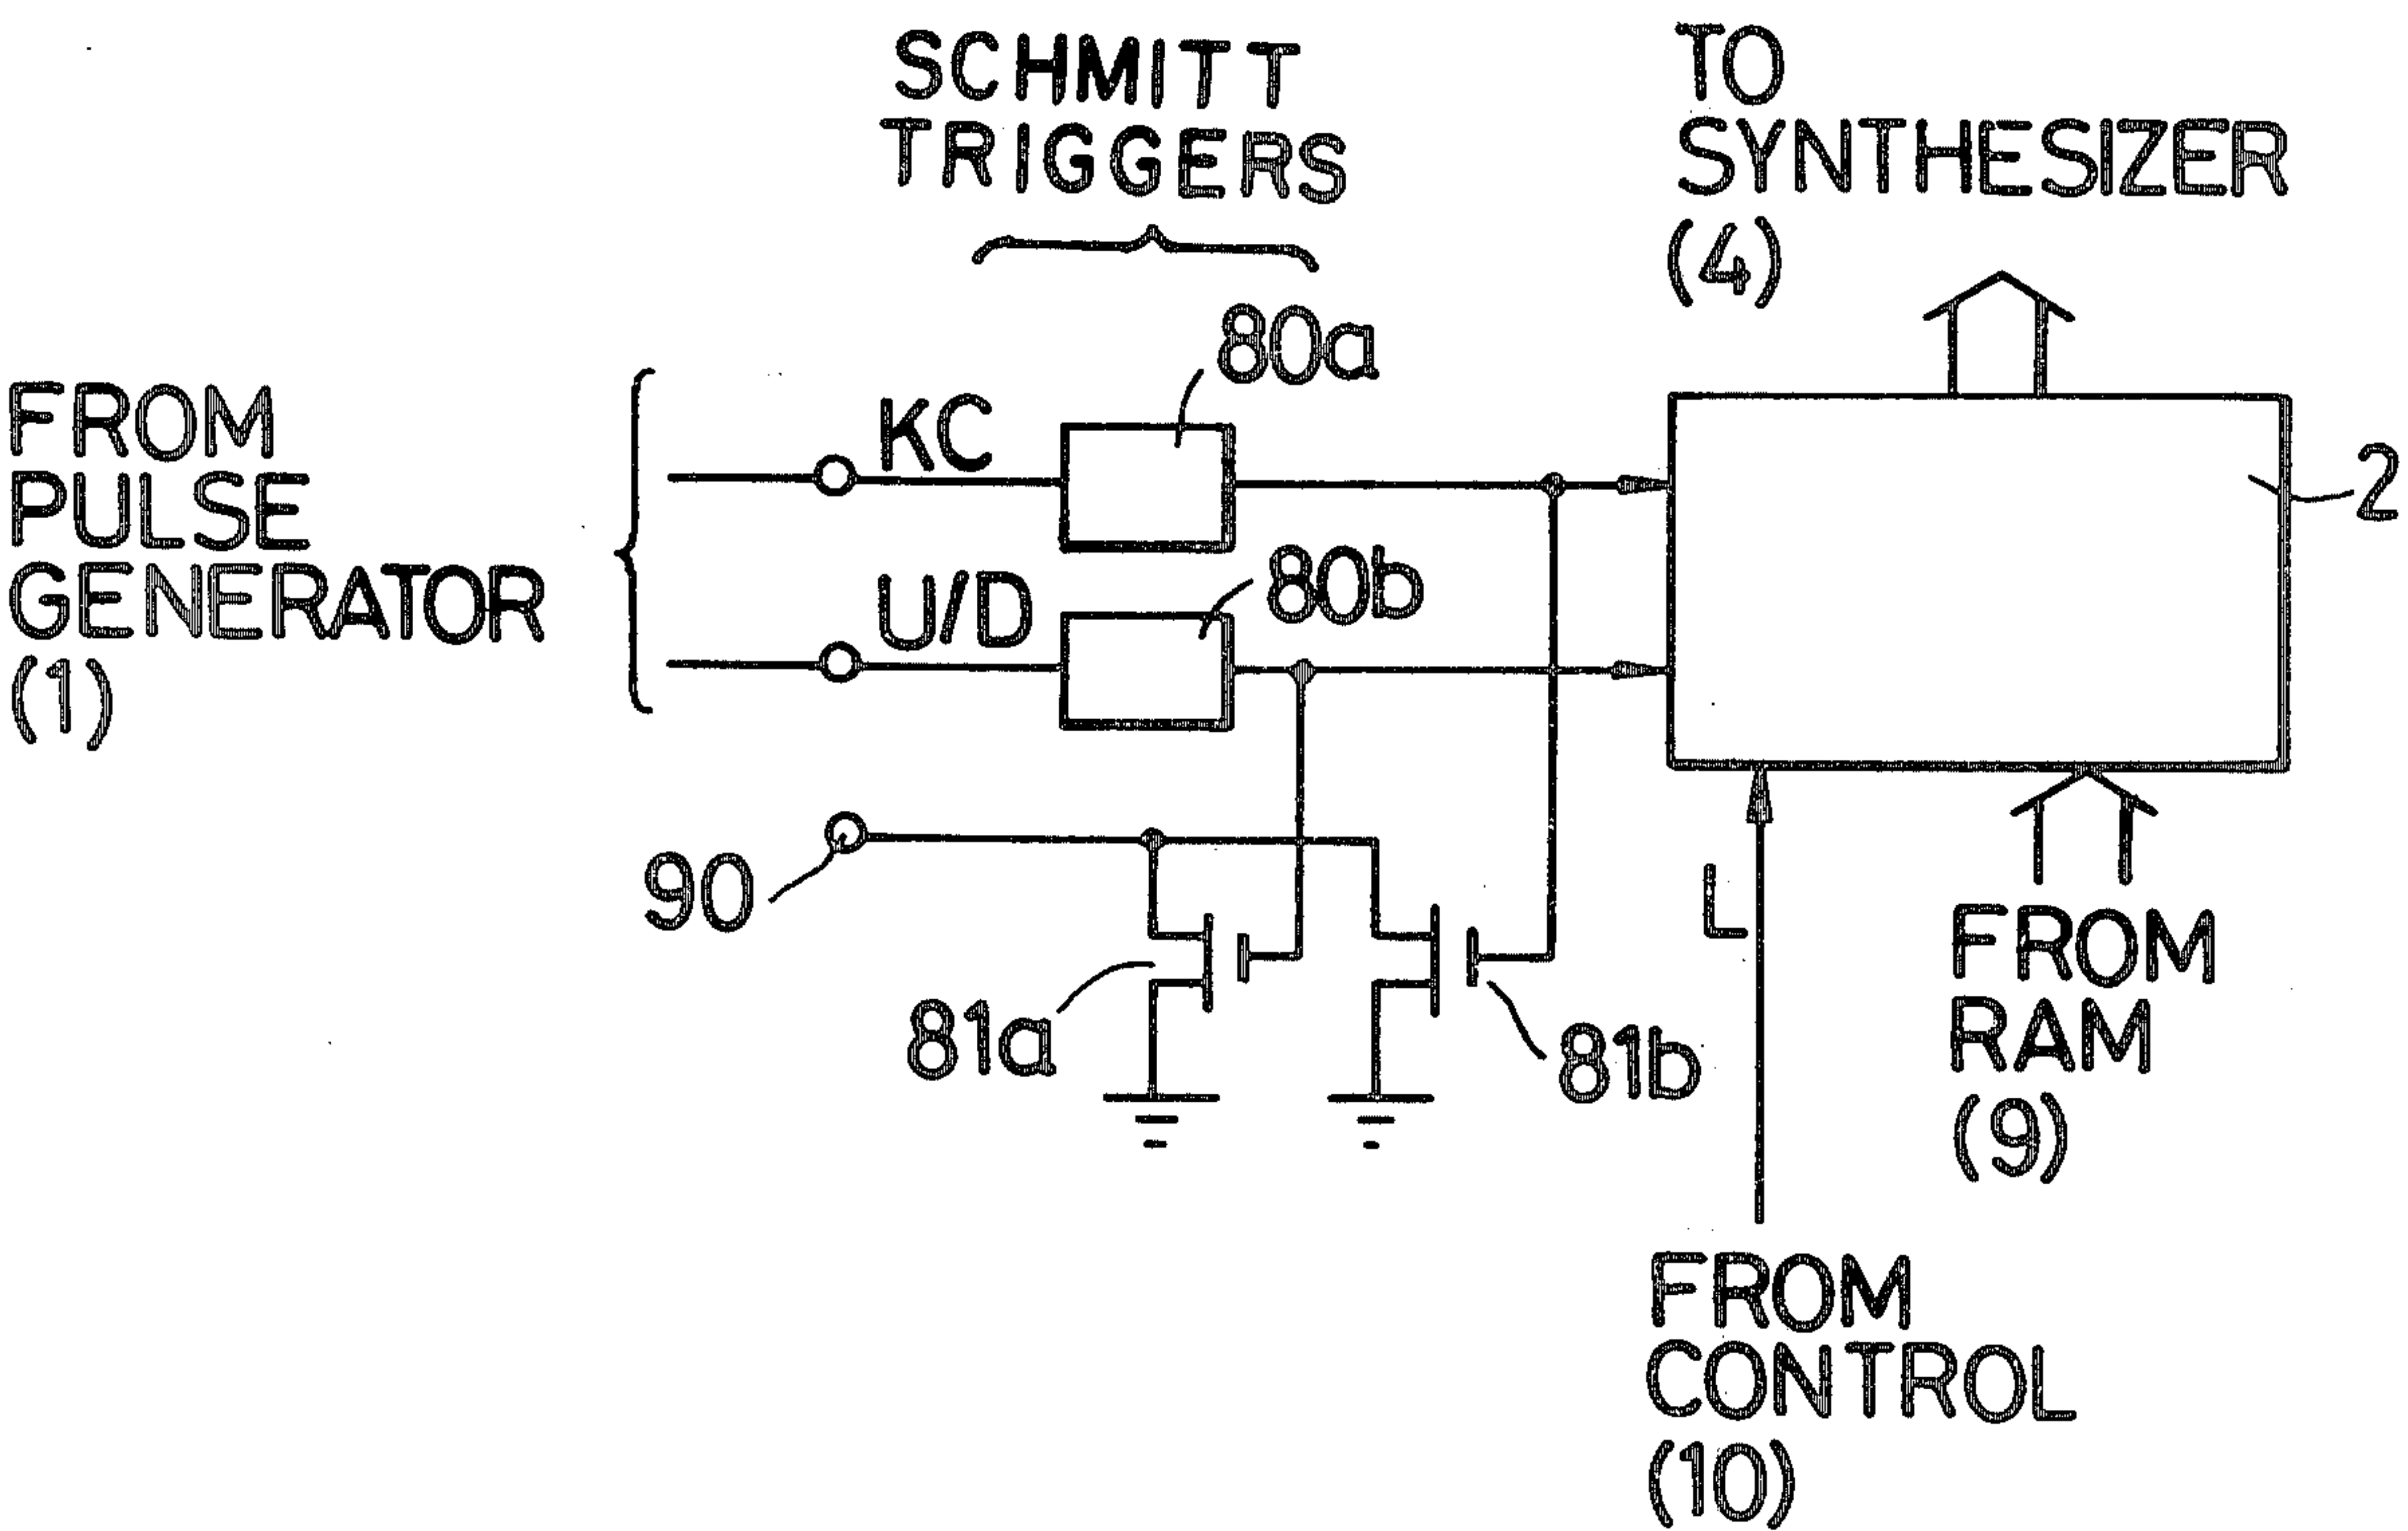 SCHMITT
TRIGGERS
TO
SYNTHESIZER
(4)
80a
FROM
PULSE
GENERATOR
(1)
KC
2
80b
U/D
90
L
81a
81b
FROM
RAM
(9)
FROM
CONTROL
(10)